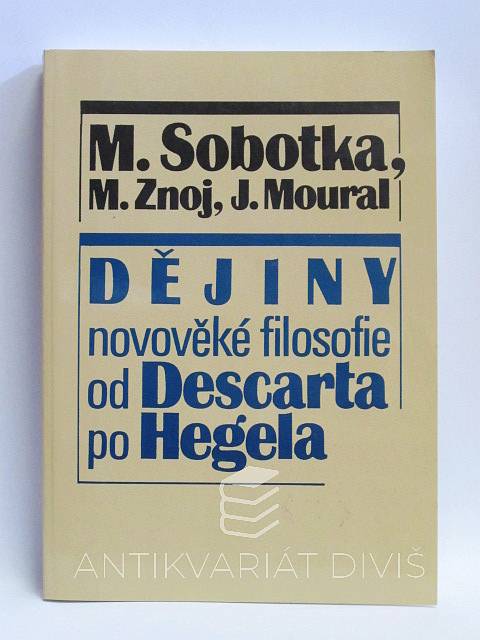 M. Sobotka,
M. Znoj, J. Moural
DĚJINY
novověké filosofie
od Descarta
po Hegela
ANTIKVARIÁT DIVIŠ